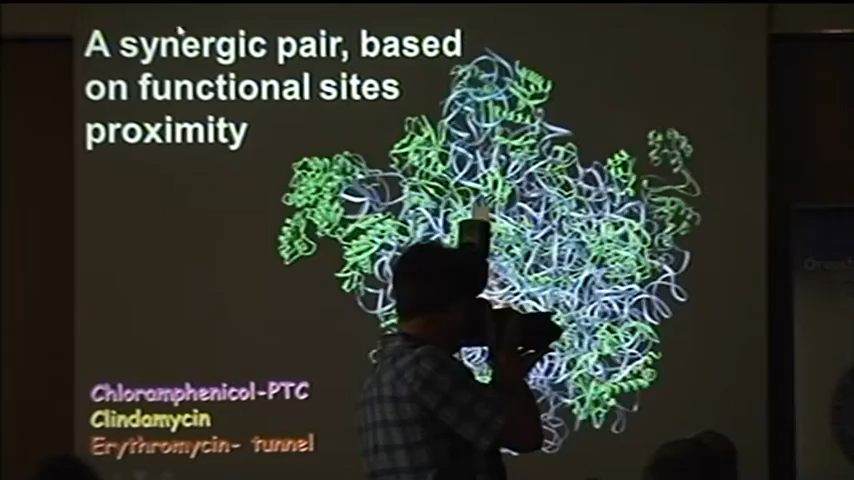 A synergic pair, based
on functional sites
proximity
Chloramphenicol-PTC
Clindamycin
Erythromycin- tunnel